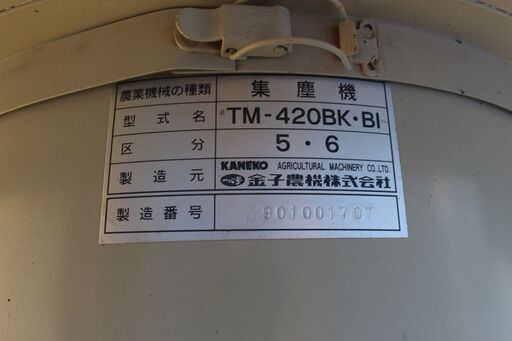 農業機械の種類 集塵機
型式名 TM-420BK・BI
区分 5・6
製造元 KANEKO AGRICULTURAL MACHINERY CO.,LTD.
金子農機株式会社
製造番号 1901001707